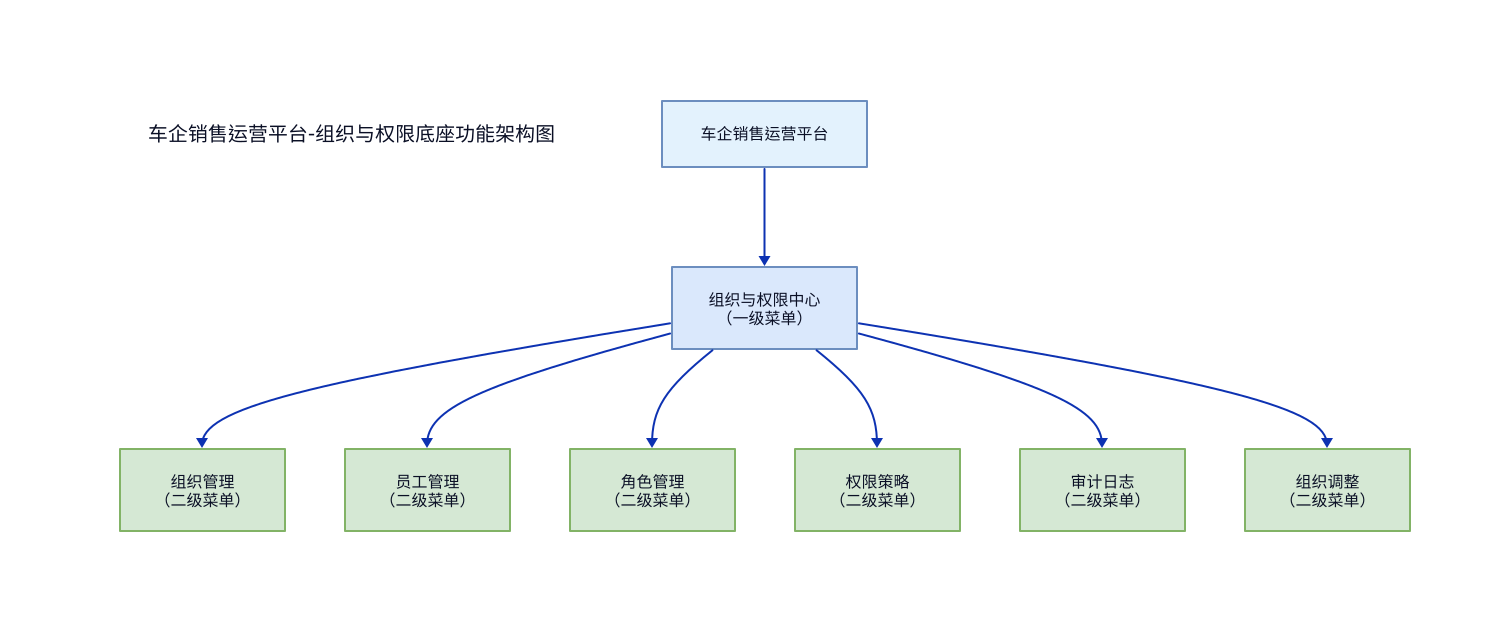 车企销售运营平台-组织与权限底座功能架构图
车企销售运营平台
组织与权限中心
（一级菜单）
组织管理
（二级菜单）
员工管理
（二级菜单）
角色管理
（二级菜单）
权限策略
（二级菜单）
审计日志
（二级菜单）
组织调整
（二级菜单）